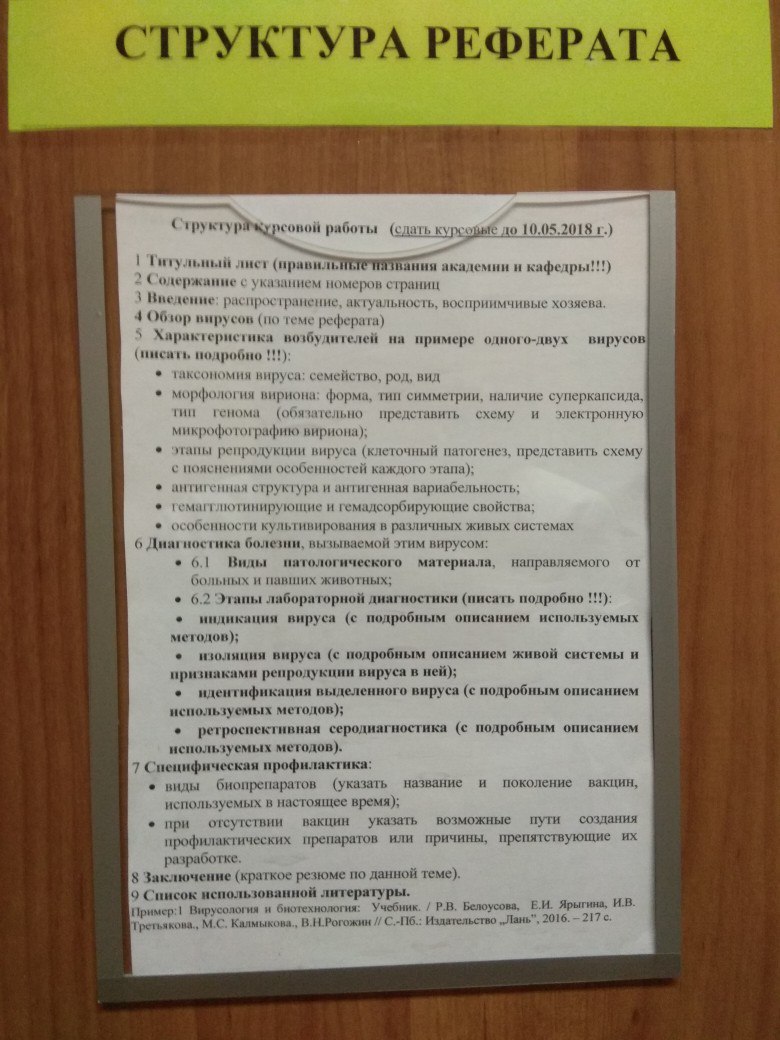 СТРУКТУРА РЕФЕРАТА
Структура курсовой работы (сдать курсовые до 10.05.2018 г.)
1 Титульный лист (правильные названия академии и кафедры!!!)
2 Содержание с указанием номеров страниц
3 Введение: распространение, актуальность, восприимчивые хозяева.
4 Обзор вирусов (по теме реферата)
5 Характеристика возбудителей на примере одного-двух вирусов
(писать подробно !!!):
• таксономия вируса: семейство, род, вид
• морфология вириона: форма, тип симметрии, наличие суперкапсида,
тип генома (обязательно представить схему и электронную
микрофотографию вириона);
• этапы репродукции вируса (клеточный патогенез, представить схему
с пояснениями особенностей каждого этапа);
• антигенная структура и антигенная вариабельность;
• гемагглютинирующие и гемадсорбирующие свойства;
• особенности культивирования в различных живых системах
6 Диагностика болезни, вызываемой этим вирусом:
• 6.1 Виды патологического материала, направляемого от
больных и павших животных;
• 6.2 Этапы лабораторной диагностики (писать подробно !!!):
• индикация вируса (с подробным описанием используемых
методов);
• изоляция вируса (с подробным описанием живой системы и
признаками репродукции вируса в ней);
• идентификация выделенного вируса (с подробным описанием
используемых методов);
• ретроспективная серодиагностика (с подробным описанием
используемых методов).
7 Специфическая профилактика:
• виды биопрепаратов (указать название и поколение вакцин,
используемых в настоящее время);
• при отсутствии вакцин указать возможные пути создания
профилактических препаратов или причины, препятствующие их
разработке.
8 Заключение (краткое резюме по данной теме).
9 Список использованной литературы.
Пример:1 Вирусология и биотехнология: Учебник. / Р.В. Белоусова, Е.И. Ярыгина, И.В.
Третьякова., М.С. Калмыкова., В.Н.Рогожин // С.-Пб.: Издательство „Лань”, 2016. – 217 с.